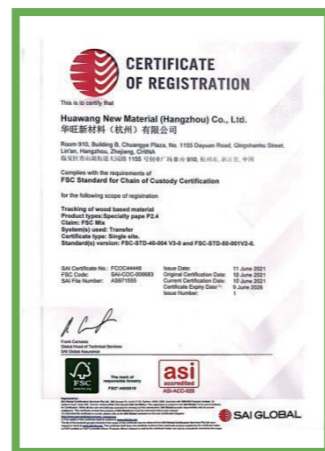 CERTIFICATE
OF REGISTRATION
This is to certify that
Huawang New Material (Hangzhou) Co., Ltd.
华旺新材料（杭州）有限公司
Room 910, Building B, Chuangye Plaza, No. 1155 Dayuan Road, Qingshanhu Street,
Lin'an, Hangzhou, Zhejiang, CHINA
Complies with the requirements of
FSC Standard for Chain of Custody Certification
for the following scope of registration
Tracking of wood based material
Product types:Specialty pape P2.4
Claim: FSC Mix
System(s) used: Transfer
Certificate type: Single site.
Standard(s) version: FSC-STD-40-004 V3-0 and FSC-STD-50-001V2-0.
SAI Certificate No.: Issue Date: 11 June 2021
FSC Code: SAI-COC- Original Certification Date: 10 June 2021
SAI File Number: Current Certification Date: 10 June 2021
Certificate Expiry Date: 9 June 2026
Issue Number: 1
Frank Camasta
Global Head of Technical Services
SAI Global Assurance
FSC
The mark of
responsible forestry
asi
accredited
ASI-ACC-026
SAI GLOBAL